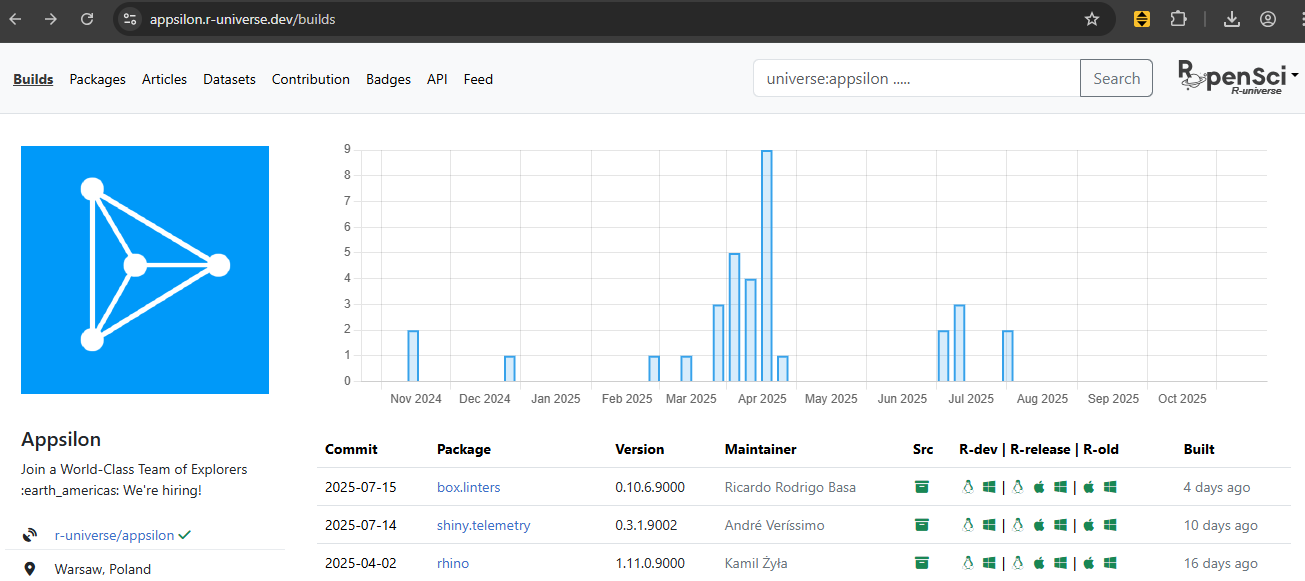 appsilon.r-universe.dev/builds
Builds Packages Articles Datasets Contribution Badges API Feed
universe:appsilon ..... Search
R OpenSci
R-universe
9
8
7
6
5
4
3
2
1
0
Nov 2024 Dec 2024 Jan 2025 Feb 2025 Mar 2025 Apr 2025 May 2025 Jun 2025 Jul 2025 Aug 2025 Sep 2025 Oct 2025
Appsilon
Join a World-Class Team of Explorers
:earth_americas: We're hiring!
r-universe/appsilon
Warsaw, Poland
Commit Package Version Maintainer Src R-dev | R-release | R-old Built
2025-07-15 box.linters 0.10.6.9000 Ricardo Rodrigo Basa | | 4 days ago
2025-07-14 shiny.telemetry 0.3.1.9002 André Veríssimo | | 10 days ago
2025-04-02 rhino 1.11.0.9000 Kamil Żyła | | 16 days ago